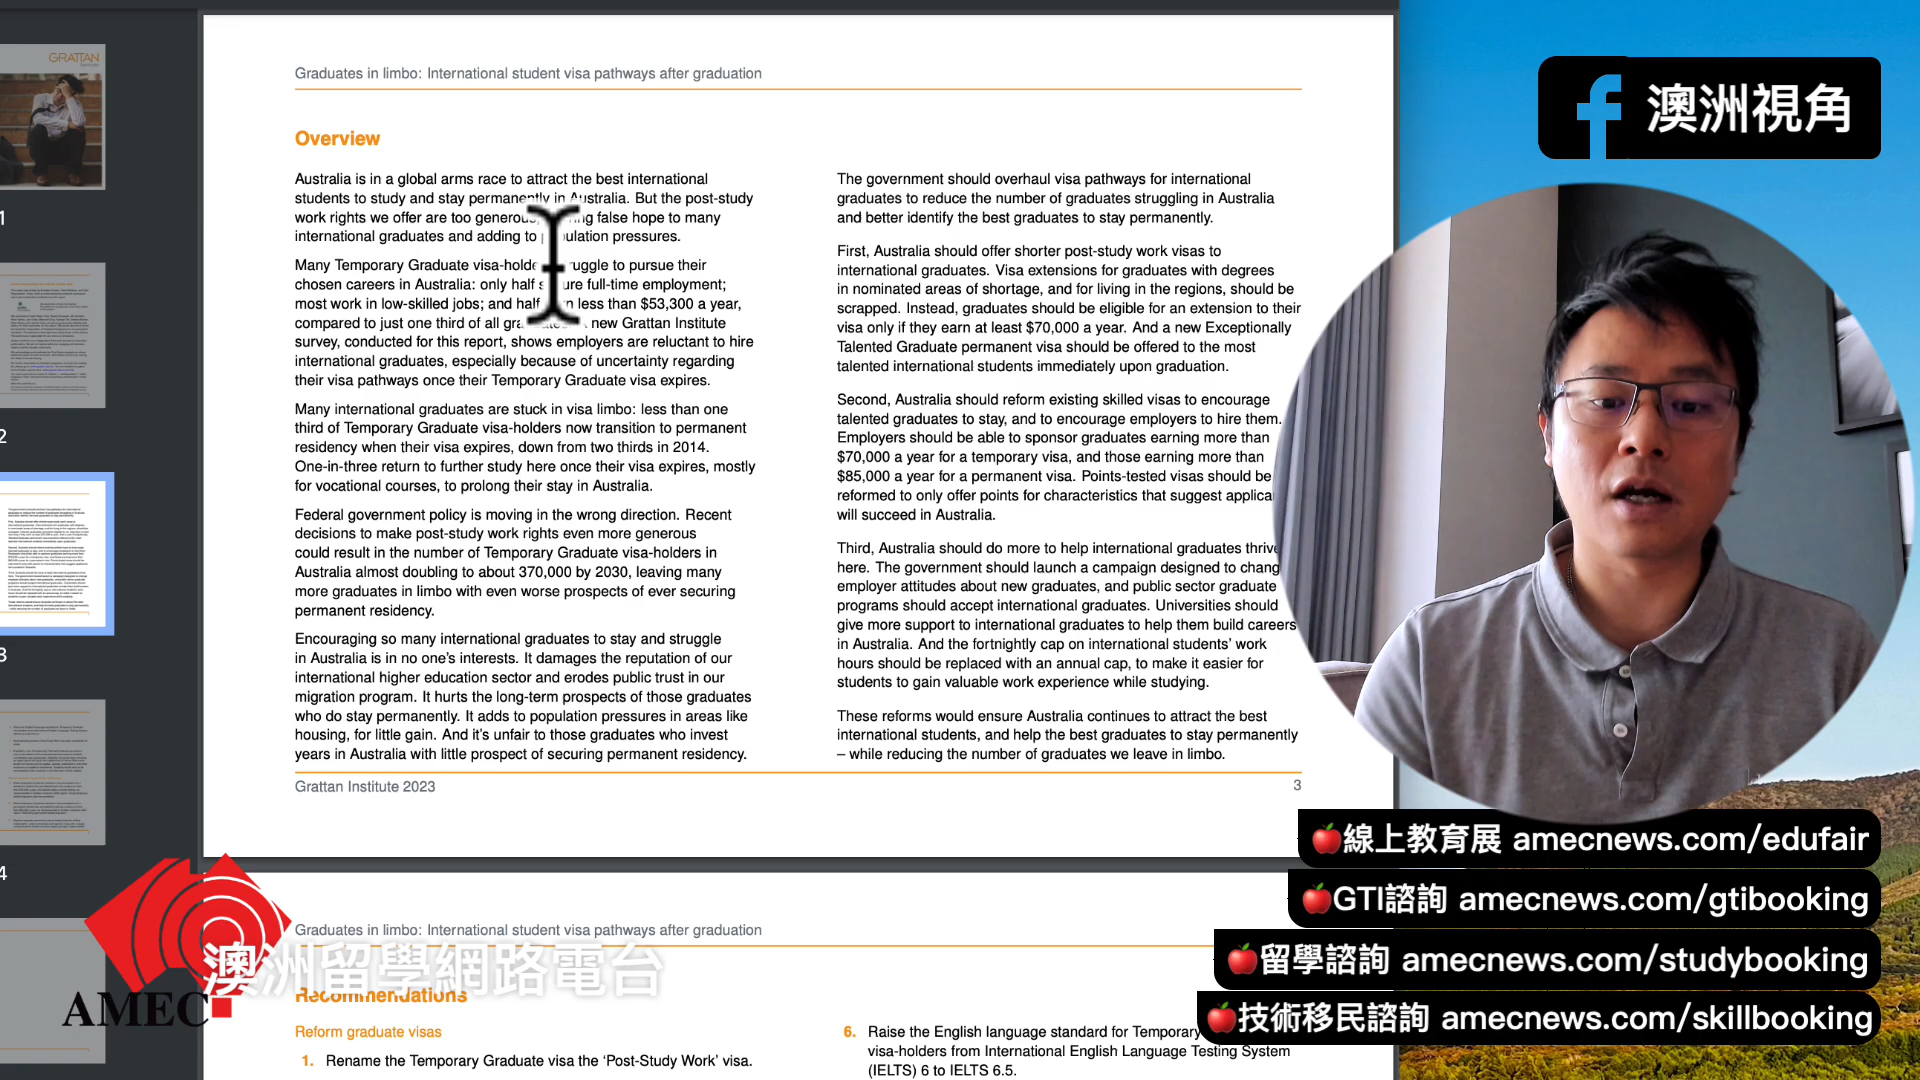 GRATTAN
Institute
1
2
3
4
Graduates in limbo: International student visa pathways after graduation
Overview
Australia is in a global arms race to attract the best international
students to study and stay permanently in Australia. But the post-study
work rights we offer are too false hope to many
international graduates and adding to pressures.
Many Temporary Graduate to pursue their
chosen careers in Australia: only half full-time employment;
most work in low-skilled jobs; and half less than $53,300 a year,
compared to just one third of all new Grattan Institute
survey, conducted for this report, shows employers are reluctant to hire
international graduates, especially because of uncertainty regarding
their visa pathways once their Temporary Graduate visa expires.
Many international graduates are stuck in visa limbo: less than one
third of Temporary Graduate visa-holders now transition to permanent
residency when their visa expires, down from two thirds in 2014.
One-in-three return to further study here once their visa expires, mostly
for vocational courses, to prolong their stay in Australia.
Federal government policy is moving in the wrong direction. Recent
decisions to make post-study work rights even more generous
could result in the number of Temporary Graduate visa-holders in
Australia almost doubling to about 370,000 by 2030, leaving many
more graduates in limbo with even worse prospects of ever securing
permanent residency.
Encouraging so many international graduates to stay and struggle
in Australia is in no one's interests. It damages the reputation of our
international higher education sector and erodes public trust in our
migration program. It hurts the long-term prospects of those graduates
who do stay permanently. It adds to population pressures in areas like
housing, for little gain. And it's unfair to those graduates who invest
years in Australia with little prospect of securing permanent residency.
The government should overhaul visa pathways for international
graduates to reduce the number of graduates struggling in Australia
and better identify the best graduates to stay permanently.
First, Australia should offer shorter post-study work visas to
international graduates. Visa extensions for graduates with degrees
in nominated areas of shortage, and for living in the regions, should be
scrapped. Instead, graduates should be eligible for an extension to their
visa only if they earn at least $70,000 a year. And a new Exceptionally
Talented Graduate permanent visa should be offered to the most
talented international students immediately upon graduation.
Second, Australia should reform existing skilled visas to encourage
talented graduates to stay, and to encourage employers to hire them.
Employers should be able to sponsor graduates earning more than
$70,000 a year for a temporary visa, and those earning more than
$85,000 a year for a permanent visa. Points-tested visas should be
reformed to only offer points for characteristics that suggest
will succeed in Australia.
Third, Australia should do more to help international graduates thrive
here. The government should launch a campaign designed to
employer attitudes about new graduates, and public sector graduate
programs should accept international graduates. Universities should
give more support to international graduates to help them build careers
in Australia. And the fortnightly cap on international students' work
hours should be replaced with an annual cap, to make it easier for
students to gain valuable work experience while studying.
These reforms would ensure Australia continues to attract the best
international students, and help the best graduates to stay permanently
– while reducing the number of graduates we leave in limbo.
Grattan Institute 2023
3
Graduates in limbo: International student visa pathways after graduation
Recommendations
Reform graduate visas
1. Rename the Temporary Graduate visa the ‘Post-Study Work’ visa.
6. Raise the English language standard for Temporary
visa-holders from International English Language Testing System
(IELTS) 6 to IELTS 6.5.
f 澳洲視角
線上教育展 amecnews.com/edufair
GTI諮詢 amecnews.com/gtibooking
留學諮詢 amecnews.com/studybooking
技術移民諮詢 amecnews.com/skillbooking
澳洲留學網路電台
AMEC